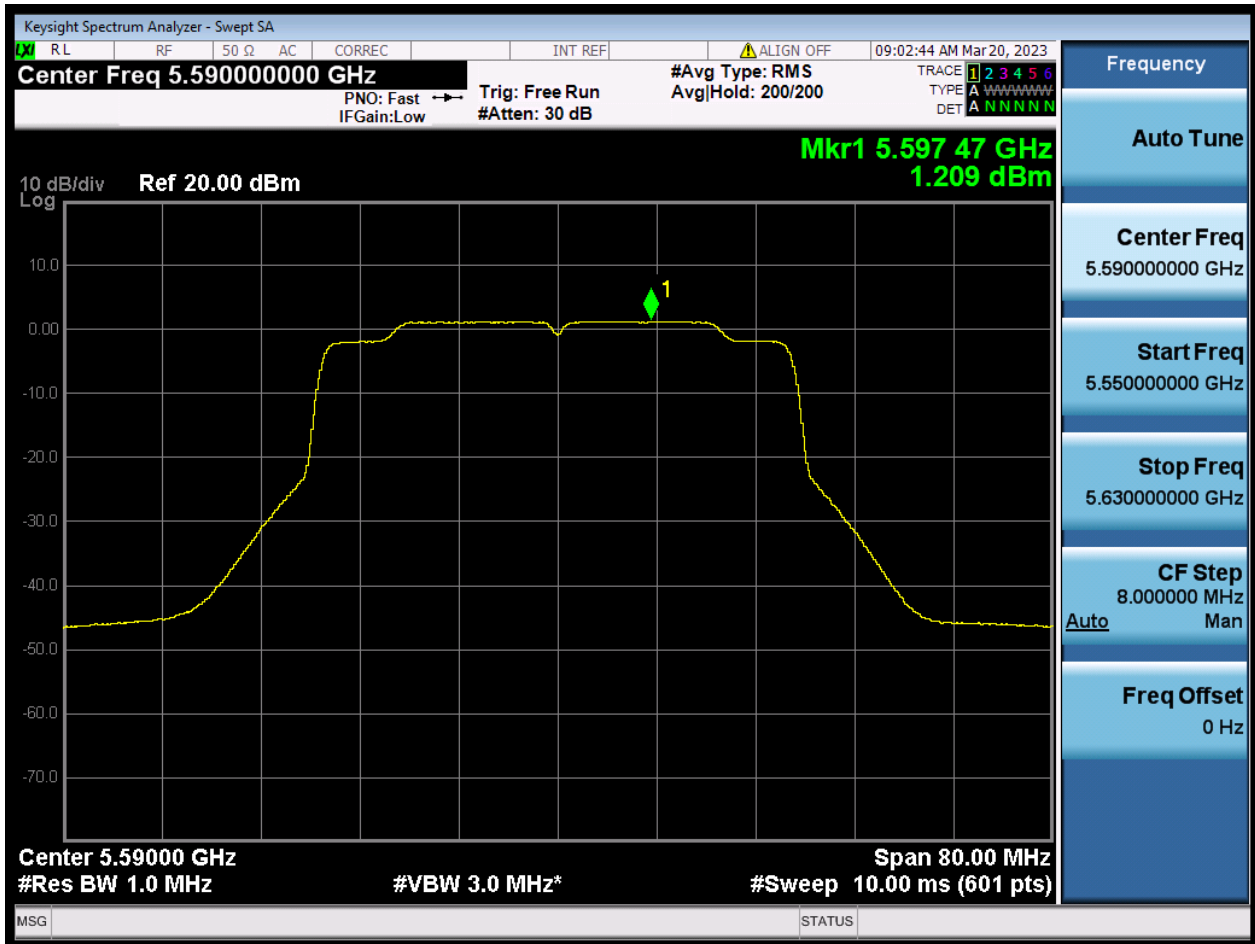 Keysight Spectrum Analyzer - Swept SA
LXI RL RF 50 Ω AC CORREC INT REF ALIGN OFF 09:02:44 AM Mar 20, 2023
Center Freq 5.590000000 GHz
PNO: Fast
IFGain:Low
Trig: Free Run
#Atten: 30 dB
#Avg Type: RMS
Avg|Hold: 200/200
TRACE 1 2 3 4 5 6
TYPE A WWWWW
DET A N N N N N
Mkr1 5.597 47 GHz
1.209 dBm
10 dB/div Ref 20.00 dBm
Log
10.0
0.00
-10.0
-20.0
-30.0
-40.0
-50.0
-60.0
-70.0
1
Center 5.59000 GHz Span 80.00 MHz
#Res BW 1.0 MHz #VBW 3.0 MHz* #Sweep 10.00 ms (601 pts)
MSG STATUS
Frequency
Auto Tune
Center Freq
5.590000000 GHz
Start Freq
5.550000000 GHz
Stop Freq
5.630000000 GHz
CF Step
8.000000 MHz
Auto Man
Freq Offset
0 Hz